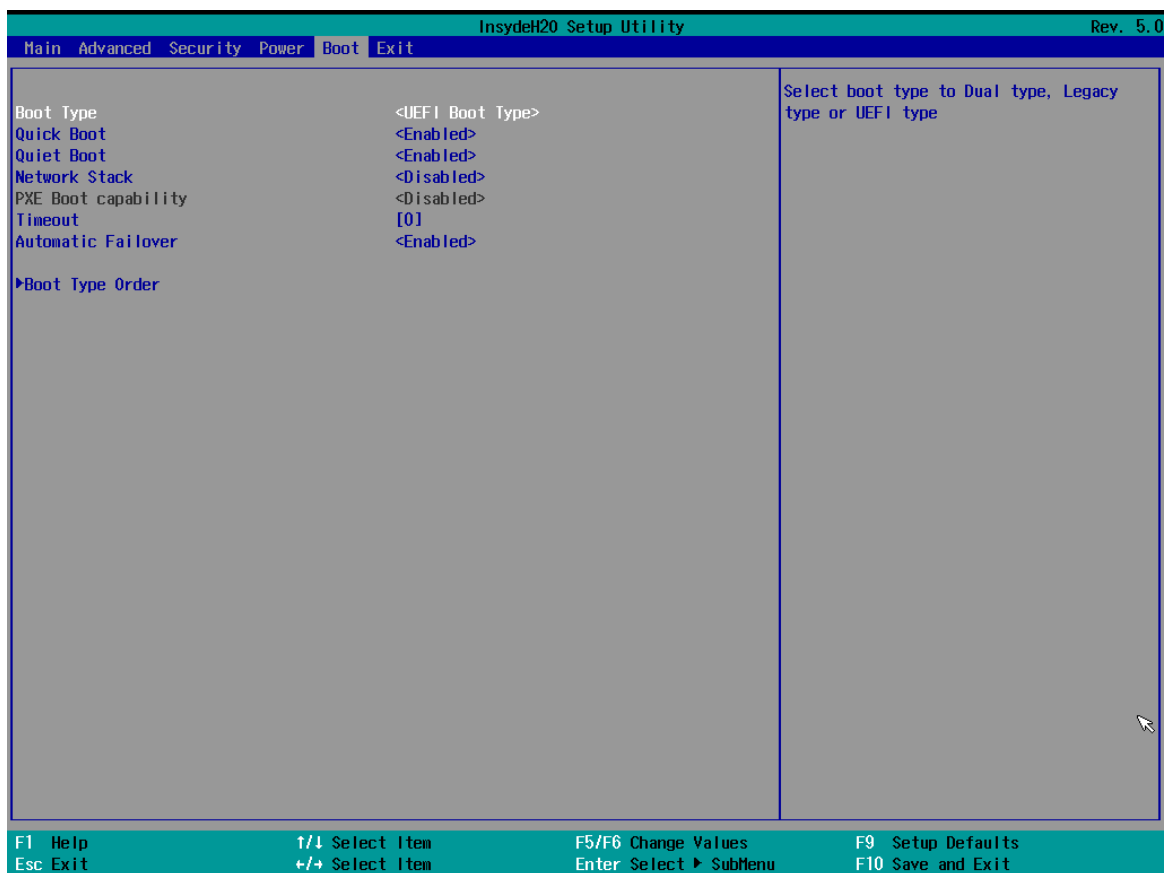 InsydeH20 Setup Utility Rev. 5.0
Main Advanced Security Power Boot Exit
Boot Type <UEFI Boot Type>
Quick Boot <Enabled>
Quiet Boot <Enabled>
Network Stack <Disabled>
PXE Boot capability <Disabled>
Timeout [0]
Automatic Failover <Enabled>
▶Boot Type Order
Select boot type to Dual type, Legacy
type or UEFI type
F1 Help ↑/↓ Select Item F5/F6 Change Values F9 Setup Defaults
Esc Exit ←/→ Select Item Enter Select ▶ SubMenu F10 Save and Exit